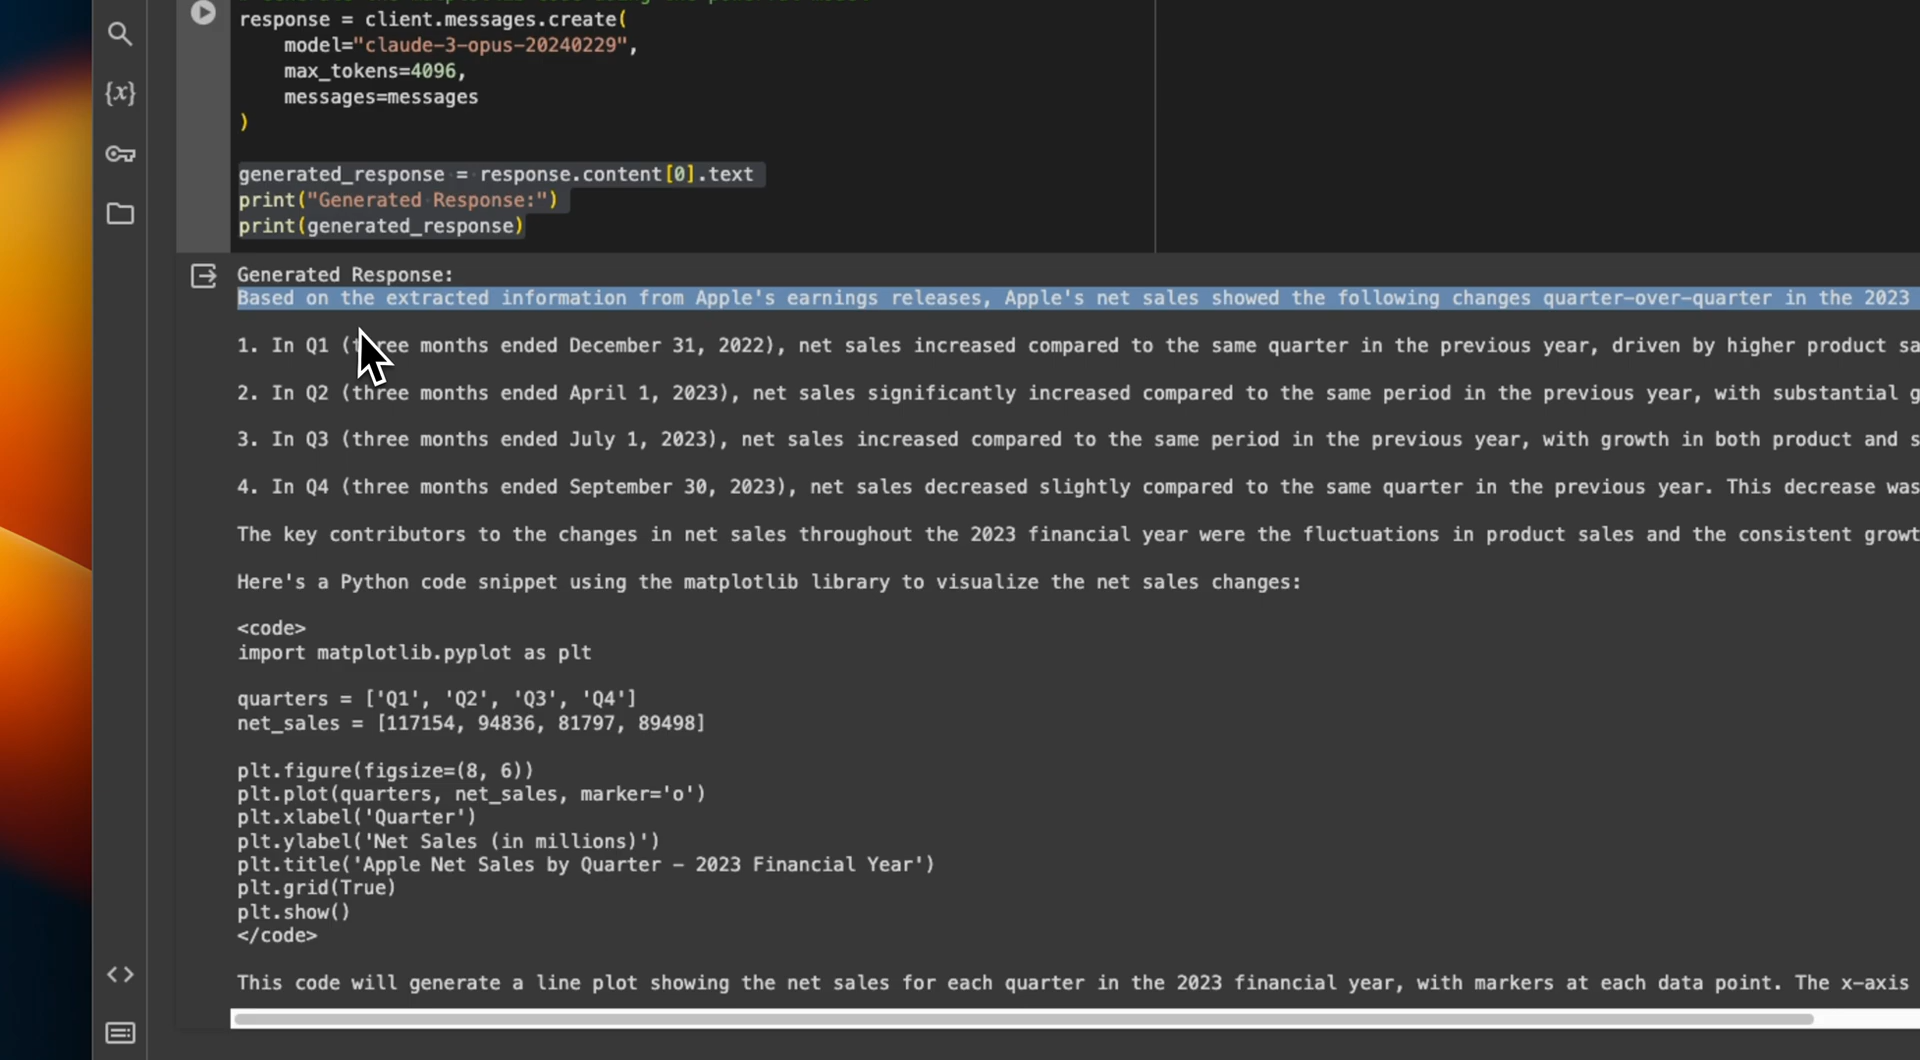 response = client.messages.create(
model="claude-3-opus-20240229",
max_tokens=4096,
messages=messages
)
generated_response = response.content[0].text
print("Generated Response:")
print(generated_response)
Generated Response:
Based on the extracted information from Apple's earnings releases, Apple's net sales showed the following changes quarter-over-quarter in the 2023
1. In Q1 (three months ended December 31, 2022), net sales increased compared to the same quarter in the previous year, driven by higher product sa
2. In Q2 (three months ended April 1, 2023), net sales significantly increased compared to the same period in the previous year, with substantial g
3. In Q3 (three months ended July 1, 2023), net sales increased compared to the same period in the previous year, with growth in both product and s
4. In Q4 (three months ended September 30, 2023), net sales decreased slightly compared to the same quarter in the previous year. This decrease was
The key contributors to the changes in net sales throughout the 2023 financial year were the fluctuations in product sales and the consistent growt
Here's a Python code snippet using the matplotlib library to visualize the net sales changes:
<code>
import matplotlib.pyplot as plt
quarters = ['Q1', 'Q2', 'Q3', 'Q4']
net_sales = [117154, 94836, 81797, 89498]
plt.figure(figsize=(8, 6))
plt.plot(quarters, net_sales, marker='o')
plt.xlabel('Quarter')
plt.ylabel('Net Sales (in millions)')
plt.title('Apple Net Sales by Quarter - 2023 Financial Year')
plt.grid(True)
plt.show()
</code>
This code will generate a line plot showing the net sales for each quarter in the 2023 financial year, with markers at each data point. The x-axis